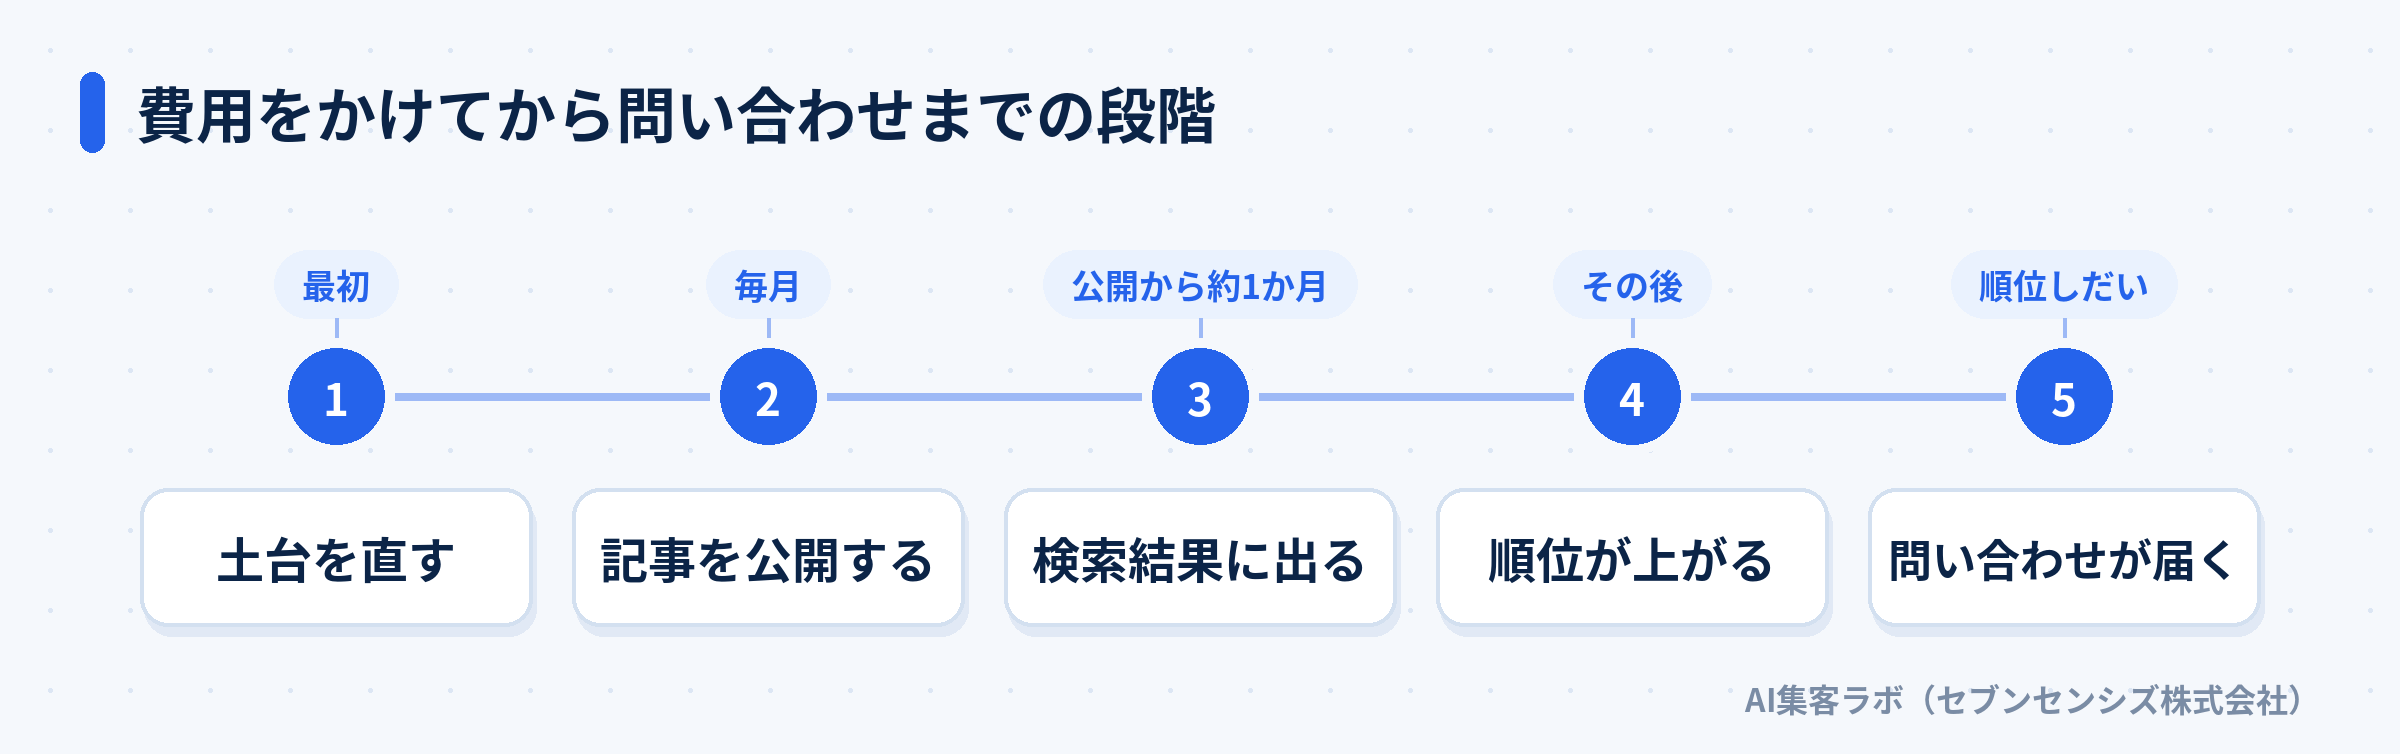 費用をかけてから問い合わせまでの段階
最初
毎月
公開から約1か月
その後
順位しだい
1
2
3
4
5
土台を直す
記事を公開する
検索結果に出る
順位が上がる
問い合わせが届く
AI集客ラボ（セブンセンシズ株式会社）